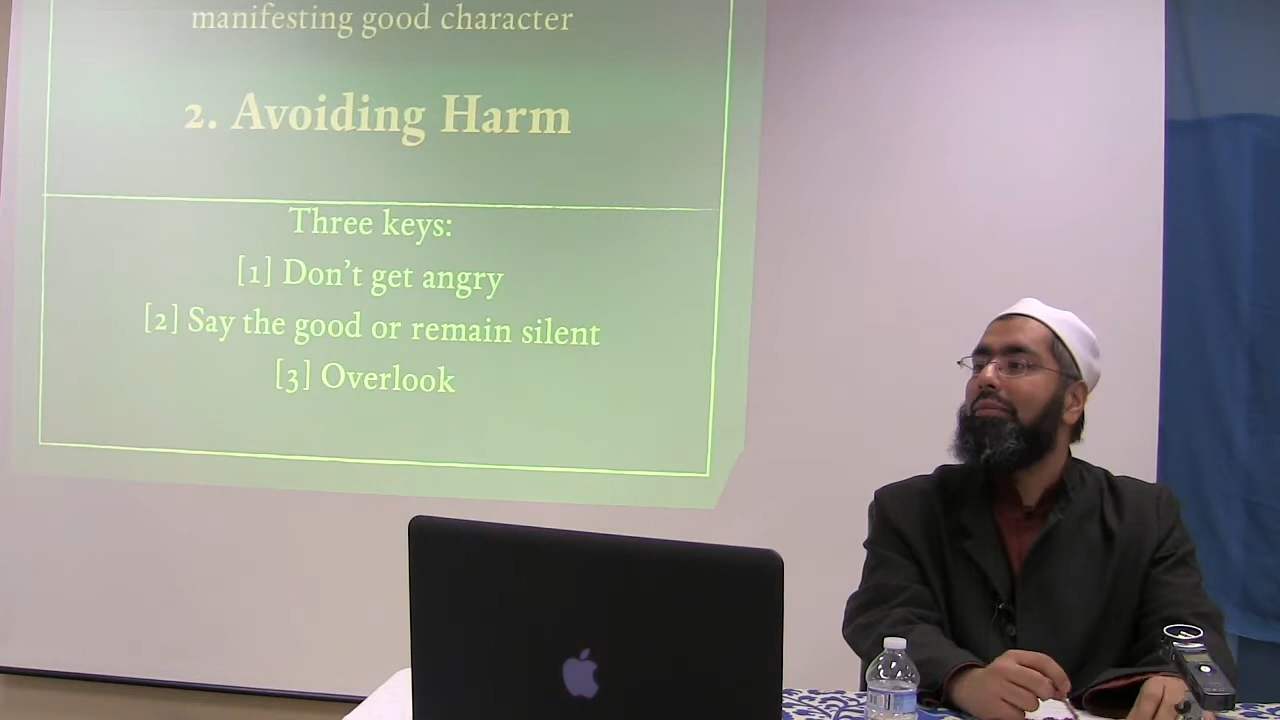 manifesting good character
2. Avoiding Harm
Three keys:
[1] Don't get angry
[2] Say the good or remain silent
[3] Overlook